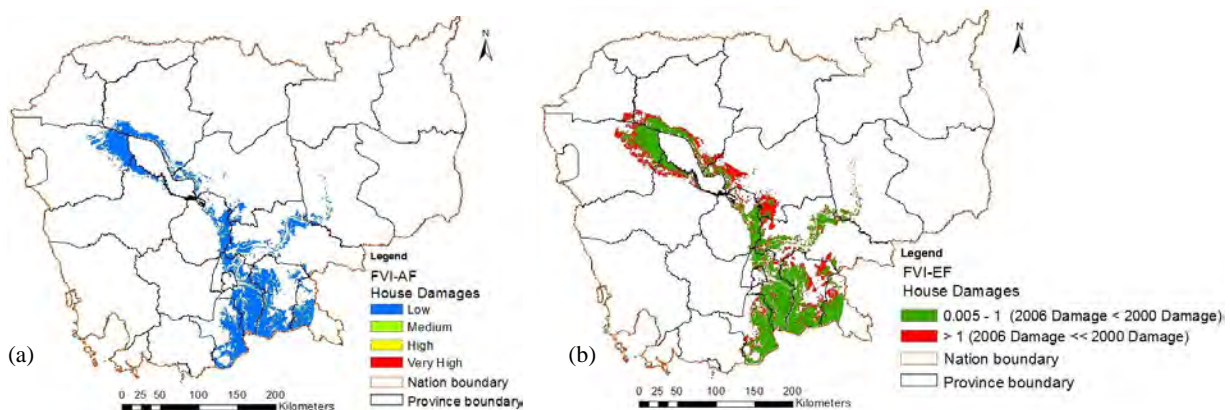 N
Legend
FVI-AF
House Damages
Low
Medium
High
Very High
Nation boundary
Province boundary
(a)
0 25 50 100 150 200
Kilometers
N
Legend
FVI-EF
House Damages
0.005 - 1 (2006 Damage < 2000 Damage)
> 1 (2006 Damage << 2000 Damage)
Nation boundary
Province boundary
(b)
0 25 50 100 150 200
Kilometers